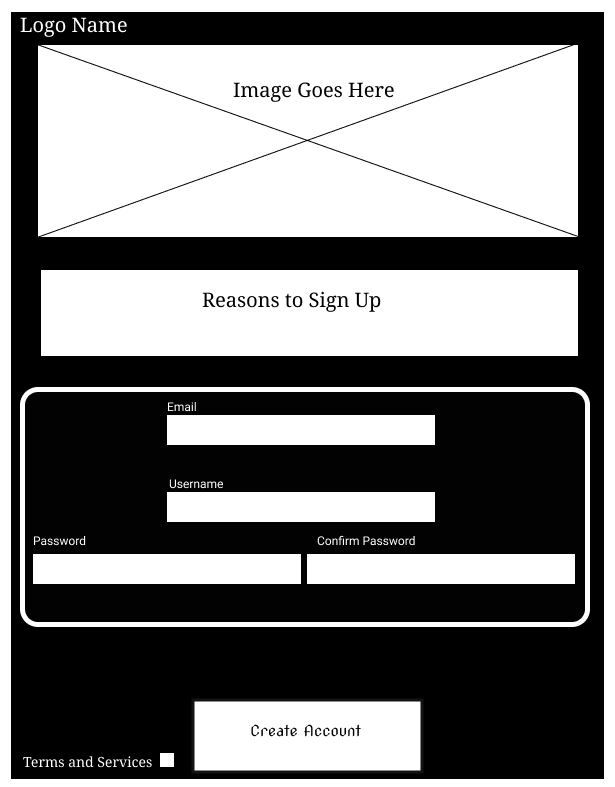 Logo Name
Image Goes Here
Reasons to Sign Up
Email
Username
Password
Confirm Password
Create Account
Terms and Services